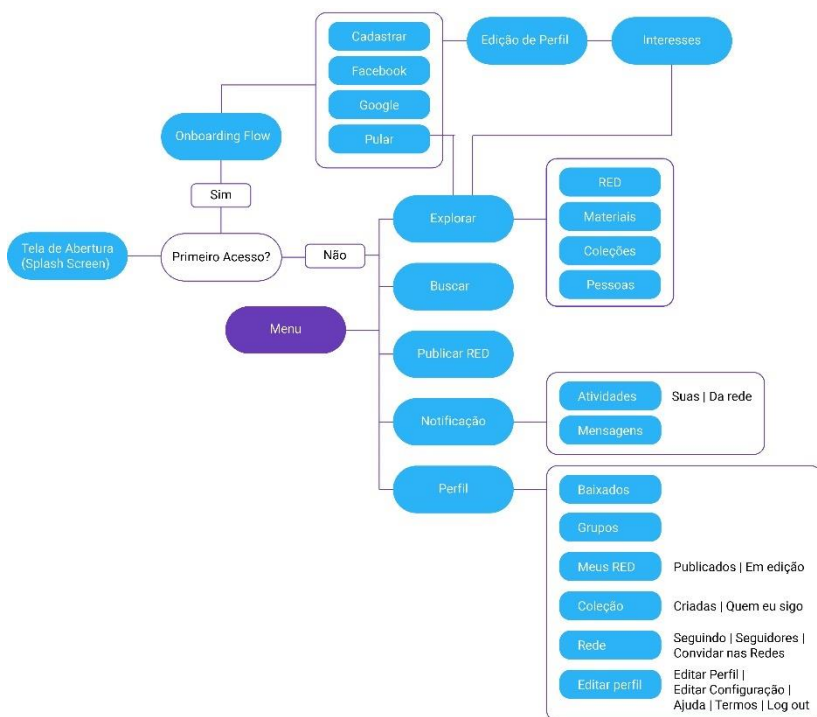 Cadastrar
Edição de Perfil
Interesses
Facebook
Google
Pular
Onboarding Flow
Sim
Tela de Abertura
(Splash Screen)
Primeiro Acesso?
Não
Explorar
RED
Materiais
Coleções
Pessoas
Buscar
Menu
Publicar RED
Notificação
Atividades
Suas | Da rede
Mensagens
Perfil
Baixados
Grupos
Meus RED
Publicados | Em edição
Coleção
Criadas | Quem eu sigo
Rede
Seguindo | Seguidores |
Convidar nas Redes
Editar perfil
Editar Perfil |
Editar Configuração |
Ajuda | Termos | Log out